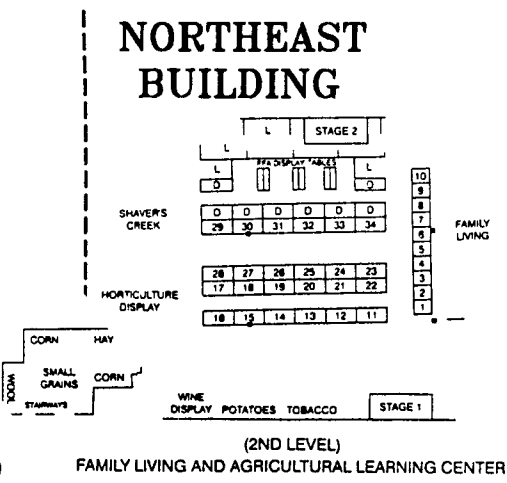 NORTHEAST
BUILDING
L STAGE 2
L
L FFA DISPLAY TABLES L
D D
SHAVER'S
CREEK
D D D D D D
29 30 31 32 33 34
10
9
8
7
6
5
4
3
2
1
FAMILY
LIVING
28 27 26 25 24 23
17 18 19 20 21 22
HORTICULTURE
DISPLAY
16 15 14 13 12 11
CORN HAY
SMALL
GRAINS
CORN
WOOL
STAIRWAYS
WINE
DISPLAY POTATOES TOBACCO STAGE 1
(2ND LEVEL)
) FAMILY LIVING AND AGRICULTURAL LEARNING CENTER